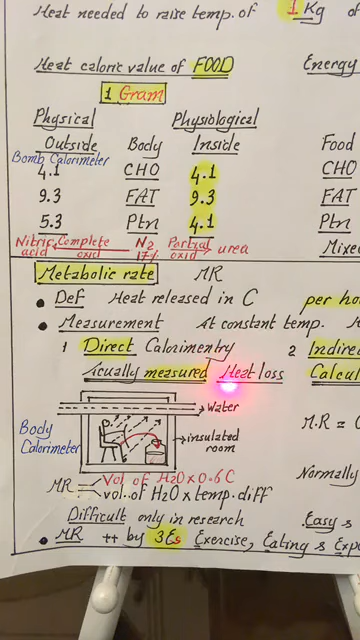 Heat needed to raise temp. of 1 Kg of
Heat caloric value of FOOD Energy
1 Gram
Physical Physiological
Outside Body Inside Food
Bomb Calorimeter
4.1 CHO 4.1 CHO
9.3 FAT 9.3 FAT
5.3 Ptn 4.1 Ptn
Nitric acid Complete oxid N2 17% Partial oxid urea Mixe
Metabolic rate MR
• Def Heat released in C per ho
• Measurement At constant temp.
1 Direct Calorimentry 2 Indire
Acually measured Heat loss Calcul
→ Water
Body Calorimeter → insulated room M.R = 
MR = Vol. of H2O x 0.6 C Normally
vol. of H2O x temp. diff
Difficult only in research Easy s
• MR ++ by 3Es Exercise, Eating & Expo